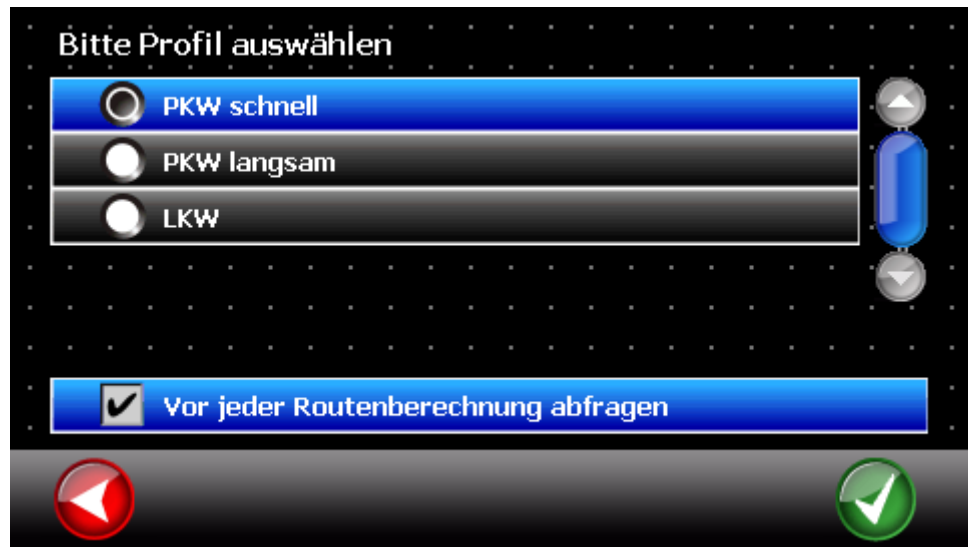 Bitte Profil auswählen
PKW schnell
PKW langsam
LKW
Vor jeder Routenberechnung abfragen